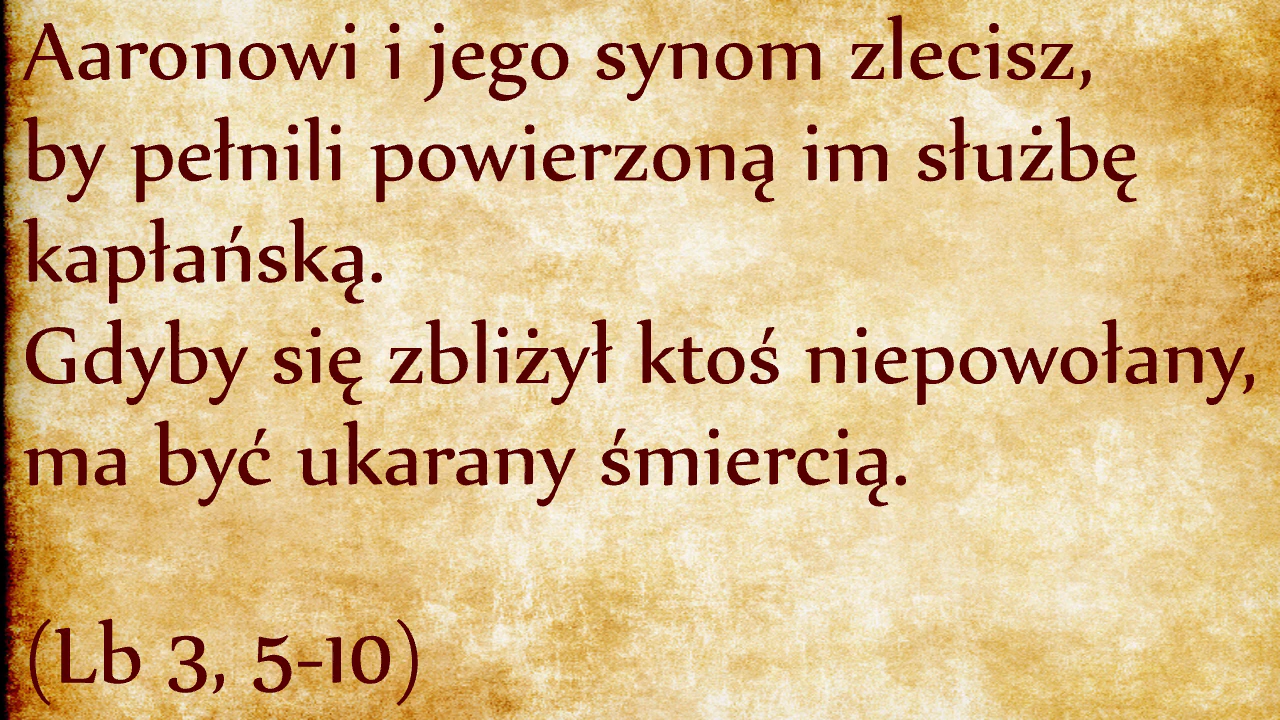 Aaronowi i jego synom zlecisz,
by pełnili powierzoną im służbę
kapłańską.
Gdyby się zbliżył ktoś niepowołany,
ma być ukarany śmiercią.
(Lb 3, 5-10)